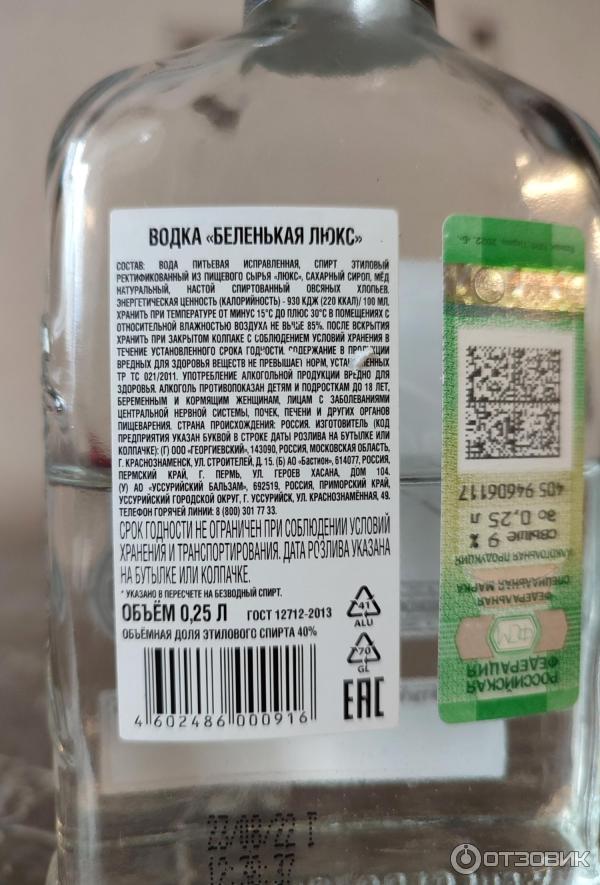 ВОДКА «БЕЛЕНЬКАЯ ЛЮКС»
СОСТАВ: ВОДА ПИТЬЕВАЯ ИСПРАВЛЕННАЯ, СПИРТ ЭТИЛОВЫЙ
РЕКТИФИКОВАННЫЙ ИЗ ПИЩЕВОГО СЫРЬЯ «ЛЮКС», САХАРНЫЙ СИРОП, МЁД
НАТУРАЛЬНЫЙ, НАСТОЙ СПИРТОВАННЫЙ ОВСЯНЫХ ХЛОПЬЕВ.
ЭНЕРГЕТИЧЕСКАЯ ЦЕННОСТЬ (КАЛОРИЙНОСТЬ) - 930 КДЖ (220 ККАЛ)/ 100 МЛ.
ХРАНИТЬ ПРИ ТЕМПЕРАТУРЕ ОТ МИНУС 15°С ДО ПЛЮС 30°С В ПОМЕЩЕНИЯХ С
ОТНОСИТЕЛЬНОЙ ВЛАЖНОСТЬЮ ВОЗДУХА НЕ ВЫШЕ 85%. ПОСЛЕ ВСКРЫТИЯ
ХРАНИТЬ ПРИ ЗАКРЫТОМ КОЛПАКЕ С СОБЛЮДЕНИЕМ УСЛОВИЙ ХРАНЕНИЯ В
ТЕЧЕНИЕ УСТАНОВЛЕННОГО СРОКА ГОДНОСТИ. СОДЕРЖАНИЕ В ПРОДУКЦИИ
ВРЕДНЫХ ДЛЯ ЗДОРОВЬЯ ВЕЩЕСТВ НЕ ПРЕВЫШАЕТ НОРМ, УСТАНОВЛЕННЫХ
ТР ТС 021/2011. УПОТРЕБЛЕНИЕ АЛКОГОЛЬНОЙ ПРОДУКЦИИ ВРЕДНО ДЛЯ
ЗДОРОВЬЯ. АЛКОГОЛЬ ПРОТИВОПОКАЗАН ДЕТЯМ И ПОДРОСТКАМ ДО 18 ЛЕТ,
БЕРЕМЕННЫМ И КОРМЯЩИМ ЖЕНЩИНАМ, ЛИЦАМ С ЗАБОЛЕВАНИЯМИ
ЦЕНТРАЛЬНОЙ НЕРВНОЙ СИСТЕМЫ, ПОЧЕК, ПЕЧЕНИ И ДРУГИХ ОРГАНОВ
ПИЩЕВАРЕНИЯ. СТРАНА ПРОИСХОЖДЕНИЯ: РОССИЯ. ИЗГОТОВИТЕЛЬ (КОД
ПРЕДПРИЯТИЯ УКАЗАН БУКВОЙ В СТРОКЕ ДАТЫ РОЗЛИВА НА БУТЫЛКЕ ИЛИ
КОЛПАЧКЕ): (Г) ООО «ГЕОРГИЕВСКИЙ», 143090, РОССИЯ, МОСКОВСКАЯ ОБЛАСТЬ,
Г. КРАСНОЗНАМЕНСК, УЛ. СТРОИТЕЛЕЙ, Д. 15. (Б) АО «Бастион», 614077, РОССИЯ,
ПЕРМСКИЙ КРАЙ, Г. ПЕРМЬ, УЛ. ГЕРОЕВ ХАСАНА, ДОМ 104.
(У) АО «УССУРИЙСКИЙ БАЛЬЗАМ», 692519, РОССИЯ, ПРИМОРСКИЙ КРАЙ,
УССУРИЙСКИЙ ГОРОДСКОЙ ОКРУГ, Г. УССУРИЙСК, УЛ. КРАСНОЗНАМЁННАЯ, 49.
ТЕЛЕФОН ГОРЯЧЕЙ ЛИНИИ: 8 (800) 301 77 33.
СРОК ГОДНОСТИ НЕ ОГРАНИЧЕН ПРИ СОБЛЮДЕНИИ УСЛОВИЙ
ХРАНЕНИЯ И ТРАНСПОРТИРОВАНИЯ. ДАТА РОЗЛИВА УКАЗАНА
НА БУТЫЛКЕ ИЛИ КОЛПАЧКЕ.
* УКАЗАНО В ПЕРЕСЧЕТЕ НА БЕЗВОДНЫЙ СПИРТ.
ОБЪЁМ 0,25 Л ГОСТ 12712-2013
ОБЪЁМНАЯ ДОЛЯ ЭТИЛОВОГО СПИРТА 40%
41
ALU
70
GL
EAC
4 602486 000916
РОССИЙСКАЯ
ФЕДЕРАЦИЯ
ФСМ
ФЕДЕРАЛЬНАЯ
СПЕЦИАЛЬНАЯ МАРКА
АЛКОГОЛЬНАЯ ПРОДУКЦИЯ
СВЫШЕ 9 %
до 0,25 л
405 94606117
23/08/22 Г
ОТЗОВИК